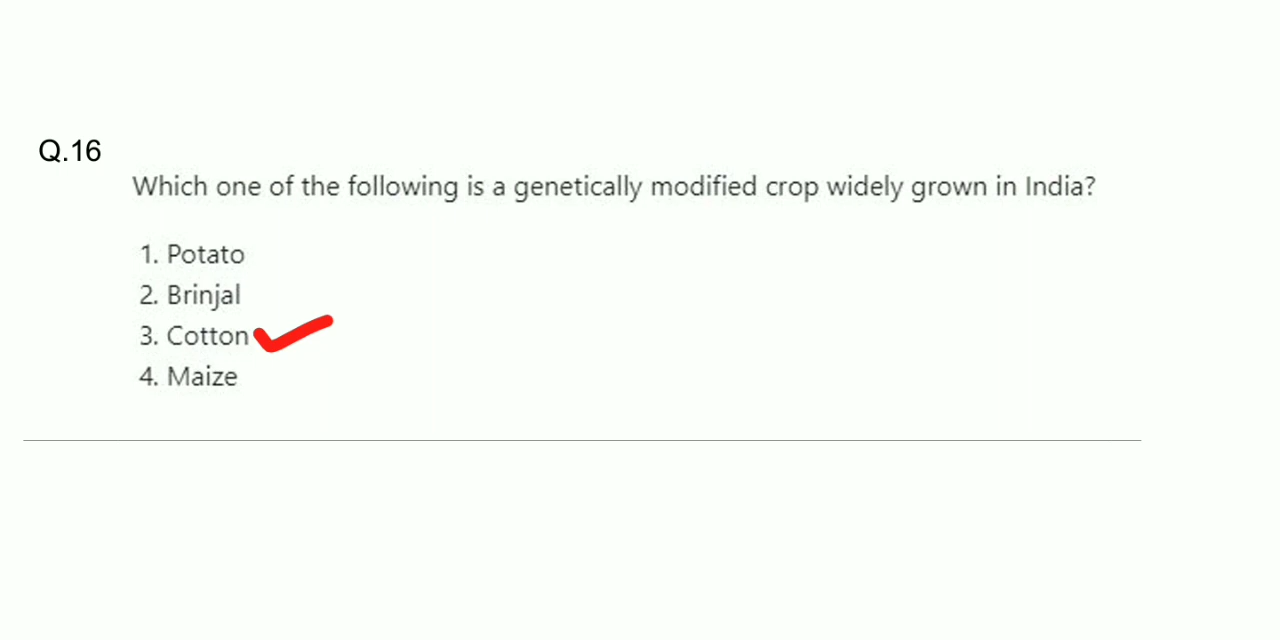 Q.16
Which one of the following is a genetically modified crop widely grown in India?
1. Potato
2. Brinjal
3. Cotton
4. Maize